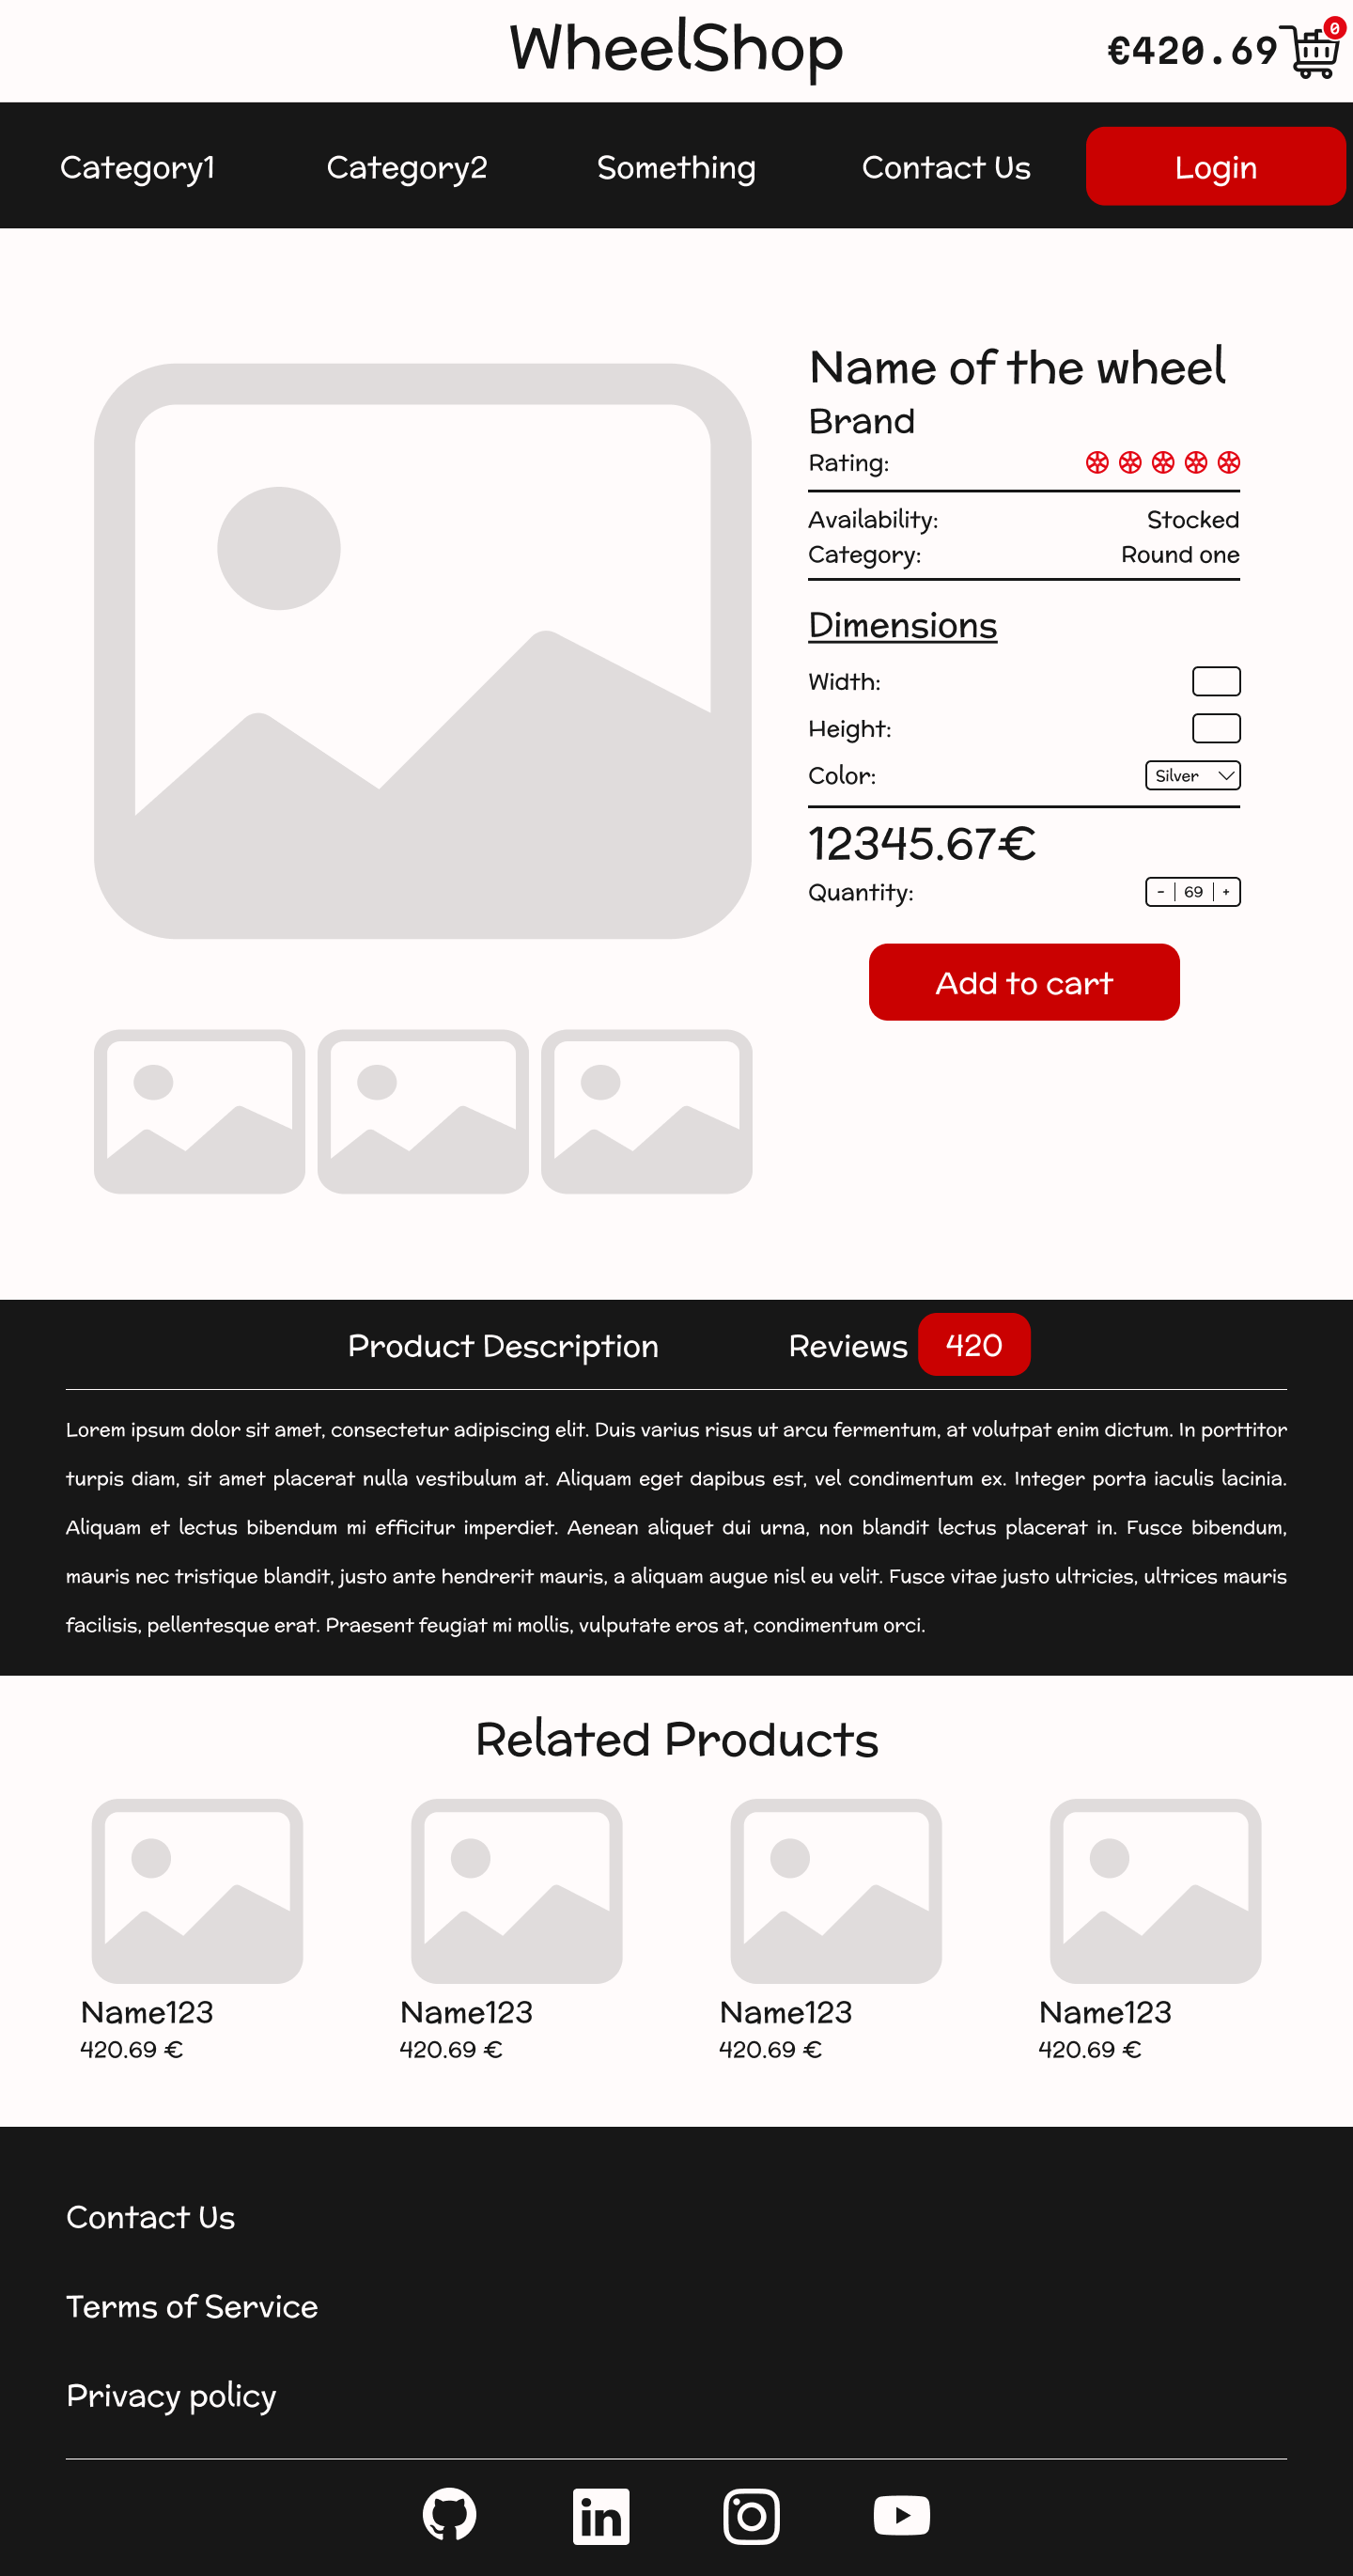 WheelShop
€420.69
0
Category1
Category2
Something
Contact Us
Login
Name of the wheel
Brand
Rating:
Availability: Stocked
Category: Round one
Dimensions
Width:
Height:
Color: Silver
12345.67€
Quantity: - 69 +
Add to cart
Product Description
Reviews 420
Lorem ipsum dolor sit amet, consectetur adipiscing elit. Duis varius risus ut arcu fermentum, at volutpat enim dictum. In porttitor
turpis diam, sit amet placerat nulla vestibulum at. Aliquam eget dapibus est, vel condimentum ex. Integer porta iaculis lacinia.
Aliquam et lectus bibendum mi efficitur imperdiet. Aenean aliquet dui urna, non blandit lectus placerat in. Fusce bibendum,
mauris nec tristique blandit, justo ante hendrerit mauris, a aliquam augue nisl eu velit. Fusce vitae justo ultricies, ultrices mauris
facilisis, pellentesque erat. Praesent feugiat mi mollis, vulputate eros at, condimentum orci.
Related Products
Name123
420.69 €
Name123
420.69 €
Name123
420.69 €
Name123
420.69 €
Contact Us
Terms of Service
Privacy policy
in